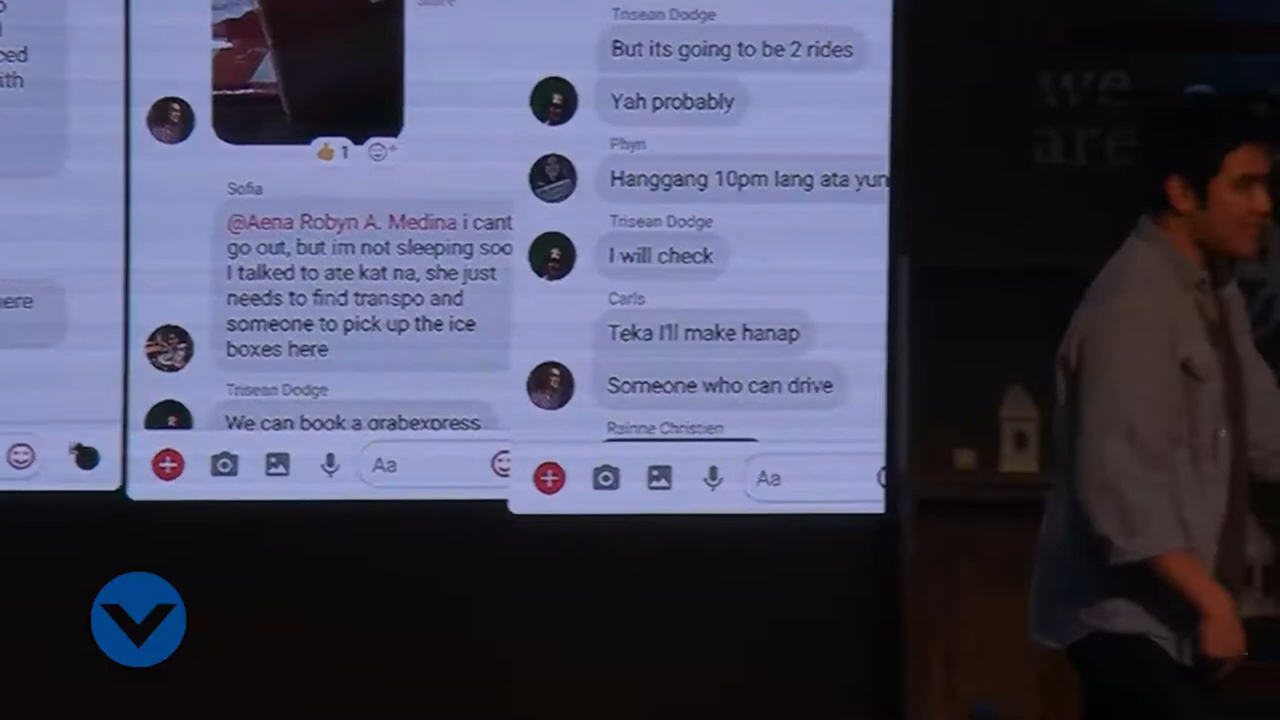 ced
ith
ere
1
Sofia
@Aena Robyn A. Medina i cant
go out, but im not sleeping soo
I talked to ate kat na, she just
needs to find transpo and
someone to pick up the ice
boxes here
Trisean Dodge
We can book a grabexpress
Aa
Trisean Dodge
But its going to be 2 rides
Yah probably
Phyn
Hanggang 10pm lang ata yun
Trisean Dodge
I will check
Carls
Teka I'll make hanap
Someone who can drive
Rainne Christien
Aa
we
are